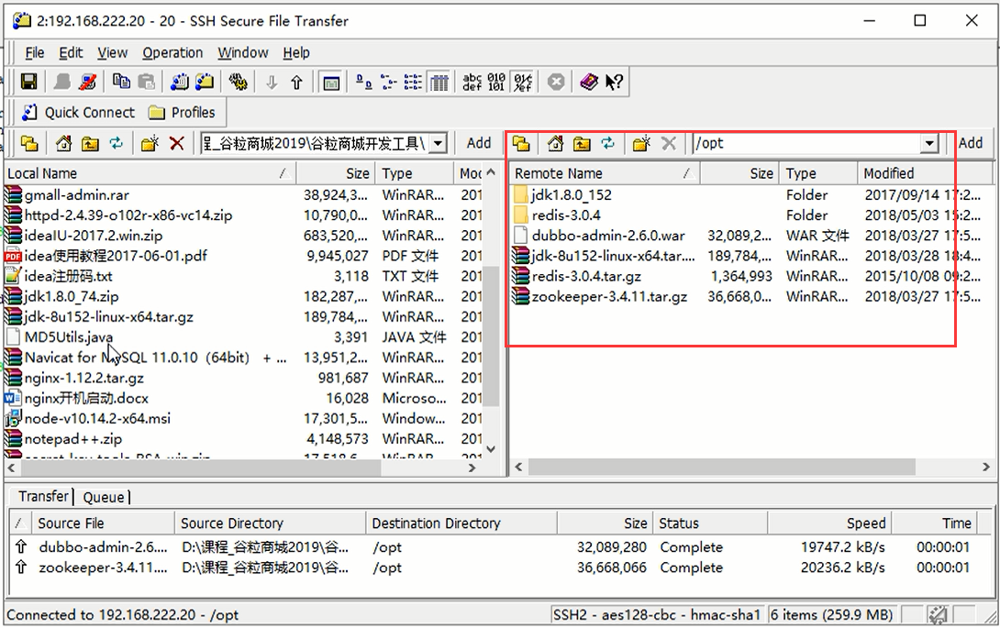 2:192.168.222.20 - 20 - SSH Secure File Transfer
File Edit View Operation Window Help
abc def 010 101
Quick Connect Profiles
_谷粒商城2019\谷粒商城开发工具\ Add /opt Add
Local Name / Size Type Mod
gmall-admin.rar 38,924,3... WinRAR... 201
httpd-2.4.39-o102r-x86-vc14.zip 10,790,0... WinRAR... 201
ideaIU-2017.2.win.zip 683,520,... WinRAR... 201
idea使用教程2017-06-01.pdf 9,945,027 PDF 文件 201
idea注册码.txt 3,118 TXT 文件 201
jdk1.8.0_74.zip 182,287,... WinRAR... 201
jdk-8u152-linux-x64.tar.gz 189,784,... WinRAR... 201
MD5Utils.java 3,391 JAVA 文件 201
Navicat for MySQL 11.0.10（64bit） + ... 13,951,2... WinRAR... 201
nginx-1.12.2.tar.gz 981,687 WinRAR... 201
nginx开机启动.docx 16,028 Microso... 201
node-v10.14.2-x64.msi 17,301,5... Window... 201
notepad++.zip 4,148,573 WinRAR... 201
Remote Name / Size Type Modified
jdk1.8.0_152 Folder 2017/09/14 17:2...
redis-3.0.4 Folder 2018/05/03 15:2...
dubbo-admin-2.6.0.war 32,089,2... WAR 文件 2018/03/27 17:5...
jdk-8u152-linux-x64.tar.... 189,784,... WinRAR... 2018/03/28 18:4...
redis-3.0.4.tar.gz 1,364,993 WinRAR... 2015/10/08 09:2...
zookeeper-3.4.11.tar.gz 36,668,0... WinRAR... 2018/03/27 17:5...
Transfer Queue
/ Source File Source Directory Destination Directory Size Status Speed Time
dubbo-admin-2.6.... D:\课程_谷粒商城2019\谷... /opt 32,089,280 Complete 19747.2 kB/s 00:00:01
zookeeper-3.4.11.... D:\课程_谷粒商城2019\谷... /opt 36,668,066 Complete 20236.2 kB/s 00:00:01
Connected to 192.168.222.20 - /opt SSH2 - aes128-cbc - hmac-sha1 6 items (259.9 MB)